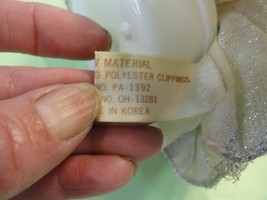 MATERIAL
POLYESTER CLIPPINGS
NO. PA-1392
NO. OH-13281
IN KOREA